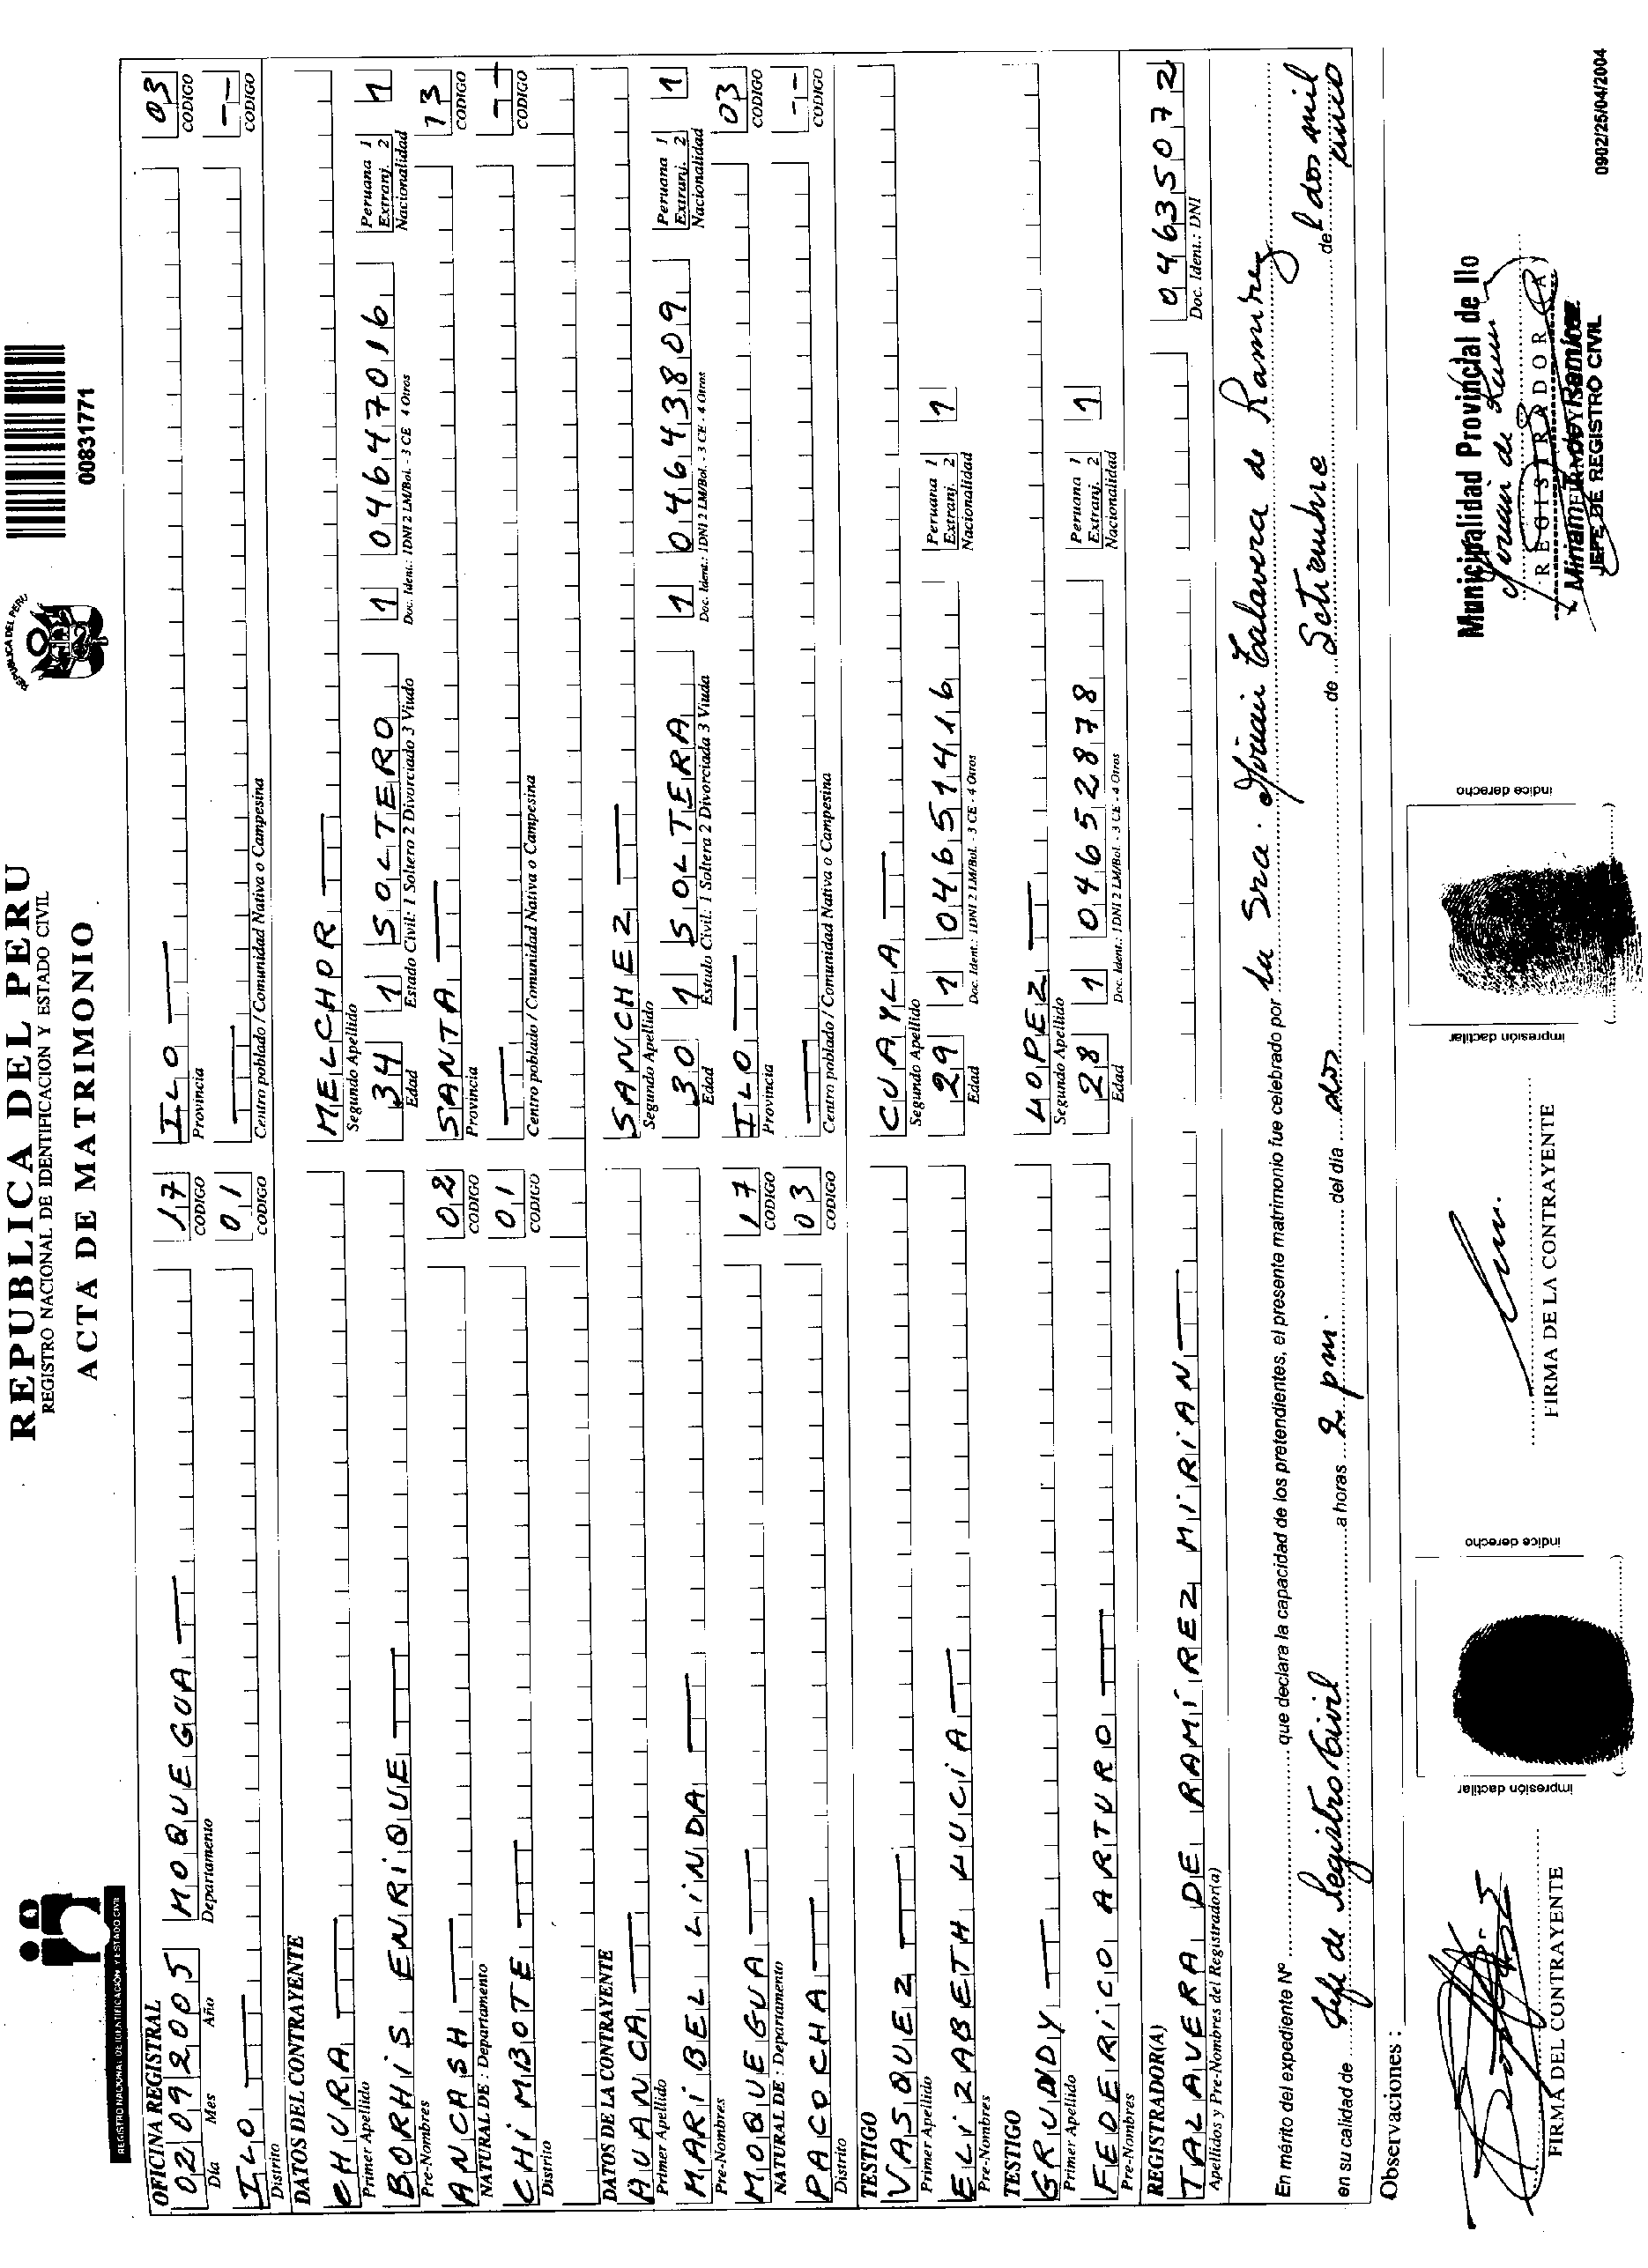 REPUBLICA DEL PERU
REGISTRO NACIONAL DE IDENTIFICACION Y ESTADO CIVIL
ACTA DE MATRIMONIO
REGISTRO NACIONAL DE IDENTIFICACIÓN Y ESTADO CIVIL
REPUBLICA DEL PERU
00831771
OFICINA REGISTRAL
02 09 2005 MOQUEGUA 17 ILO 03
Día Mes Año Departamento CODIGO Provincia CODIGO
ILO 01 --
Distrito CODIGO Centro poblado / Comunidad Nativa o Campesina CODIGO
DATOS DEL CONTRAYENTE
CHURA MELCHOR
Primer Apellido Segundo Apellido
BORHiS ENRiQUE 34 1 SOLTERO 1 04647016 Peruana 1 Extranj. 2 1
Pre-Nombres Edad Estado Civil: 1 Soltero 2 Divorciado 3 Viudo Doc. Ident.: 1DNI 2 LM/Bol. - 3 CE 4 Otros Nacionalidad
ANCASH 02 SANTA 13
NATURAL DE : Departamento CODIGO Provincia CODIGO
CHiMBOTE 01 --
Distrito CODIGO Centro poblado / Comunidad Nativa o Campesina CODIGO
DATOS DE LA CONTRAYENTE
AUANCA SANCHEZ
Primer Apellido Segundo Apellido
MARiBEL LiNDA 30 1 SOLTERA 1 04643809 Peruana 1 Extranj. 2 1
Pre-Nombres Edad Estado Civil: 1 Soltera 2 Divorciada 3 Viuda Doc. Ident.: 1DNI 2 LM/Bol. - 3 CE - 4 Otros Nacionalidad
MOQUEGUA 17 ILO 03
NATURAL DE : Departamento CODIGO Provincia CODIGO
PACOCHA 03 --
Distrito CODIGO Centro poblado / Comunidad Nativa o Campesina CODIGO
TESTIGO
VASQUEZ CUAYLA
Primer Apellido Segundo Apellido
ELiZABETH LUCiA 29 1 04651416 Peruana 1 Extranj. 2 1
Pre-Nombres Edad Doc. Ident.: 1DNI 2 LM/Bol. - 3 CE - 4 Otros Nacionalidad
TESTIGO
GRUNDY LOPEZ
Primer Apellido Segundo Apellido
FEDERiCO ARTURO 28 1 04652878 Peruana 1 Extranj. 2 1
Pre-Nombres Edad Doc. Ident.: 1DNI 2 LM/Bol. - 3 CE - 4 Otros Nacionalidad
REGISTRADOR(A)
TALAVERA DE RAMÍREZ MiRiAN 04635072
Apellidos y Pre-Nombres del Registrador(a) Doc. Ident.: DNI
En mérito del expediente Nº que declara la capacidad de los pretendientes, el presente matrimonio fue celebrado por la Sra. Mirian Talavera de Ramirez
en su calidad de Jefe de Registro Civil a horas 2 pm. del día dos de Setiembre del dos mil cinco
Observaciones :
FIRMA DEL CONTRAYENTE
impresión dactilar
indice derecho
FIRMA DE LA CONTRAYENTE
impresión dactilar
indice derecho
Municipalidad Provincial de Ilo
REGISTRADOR(A)
JEFE DE REGISTRO CIVIL
0902/25/04/2004